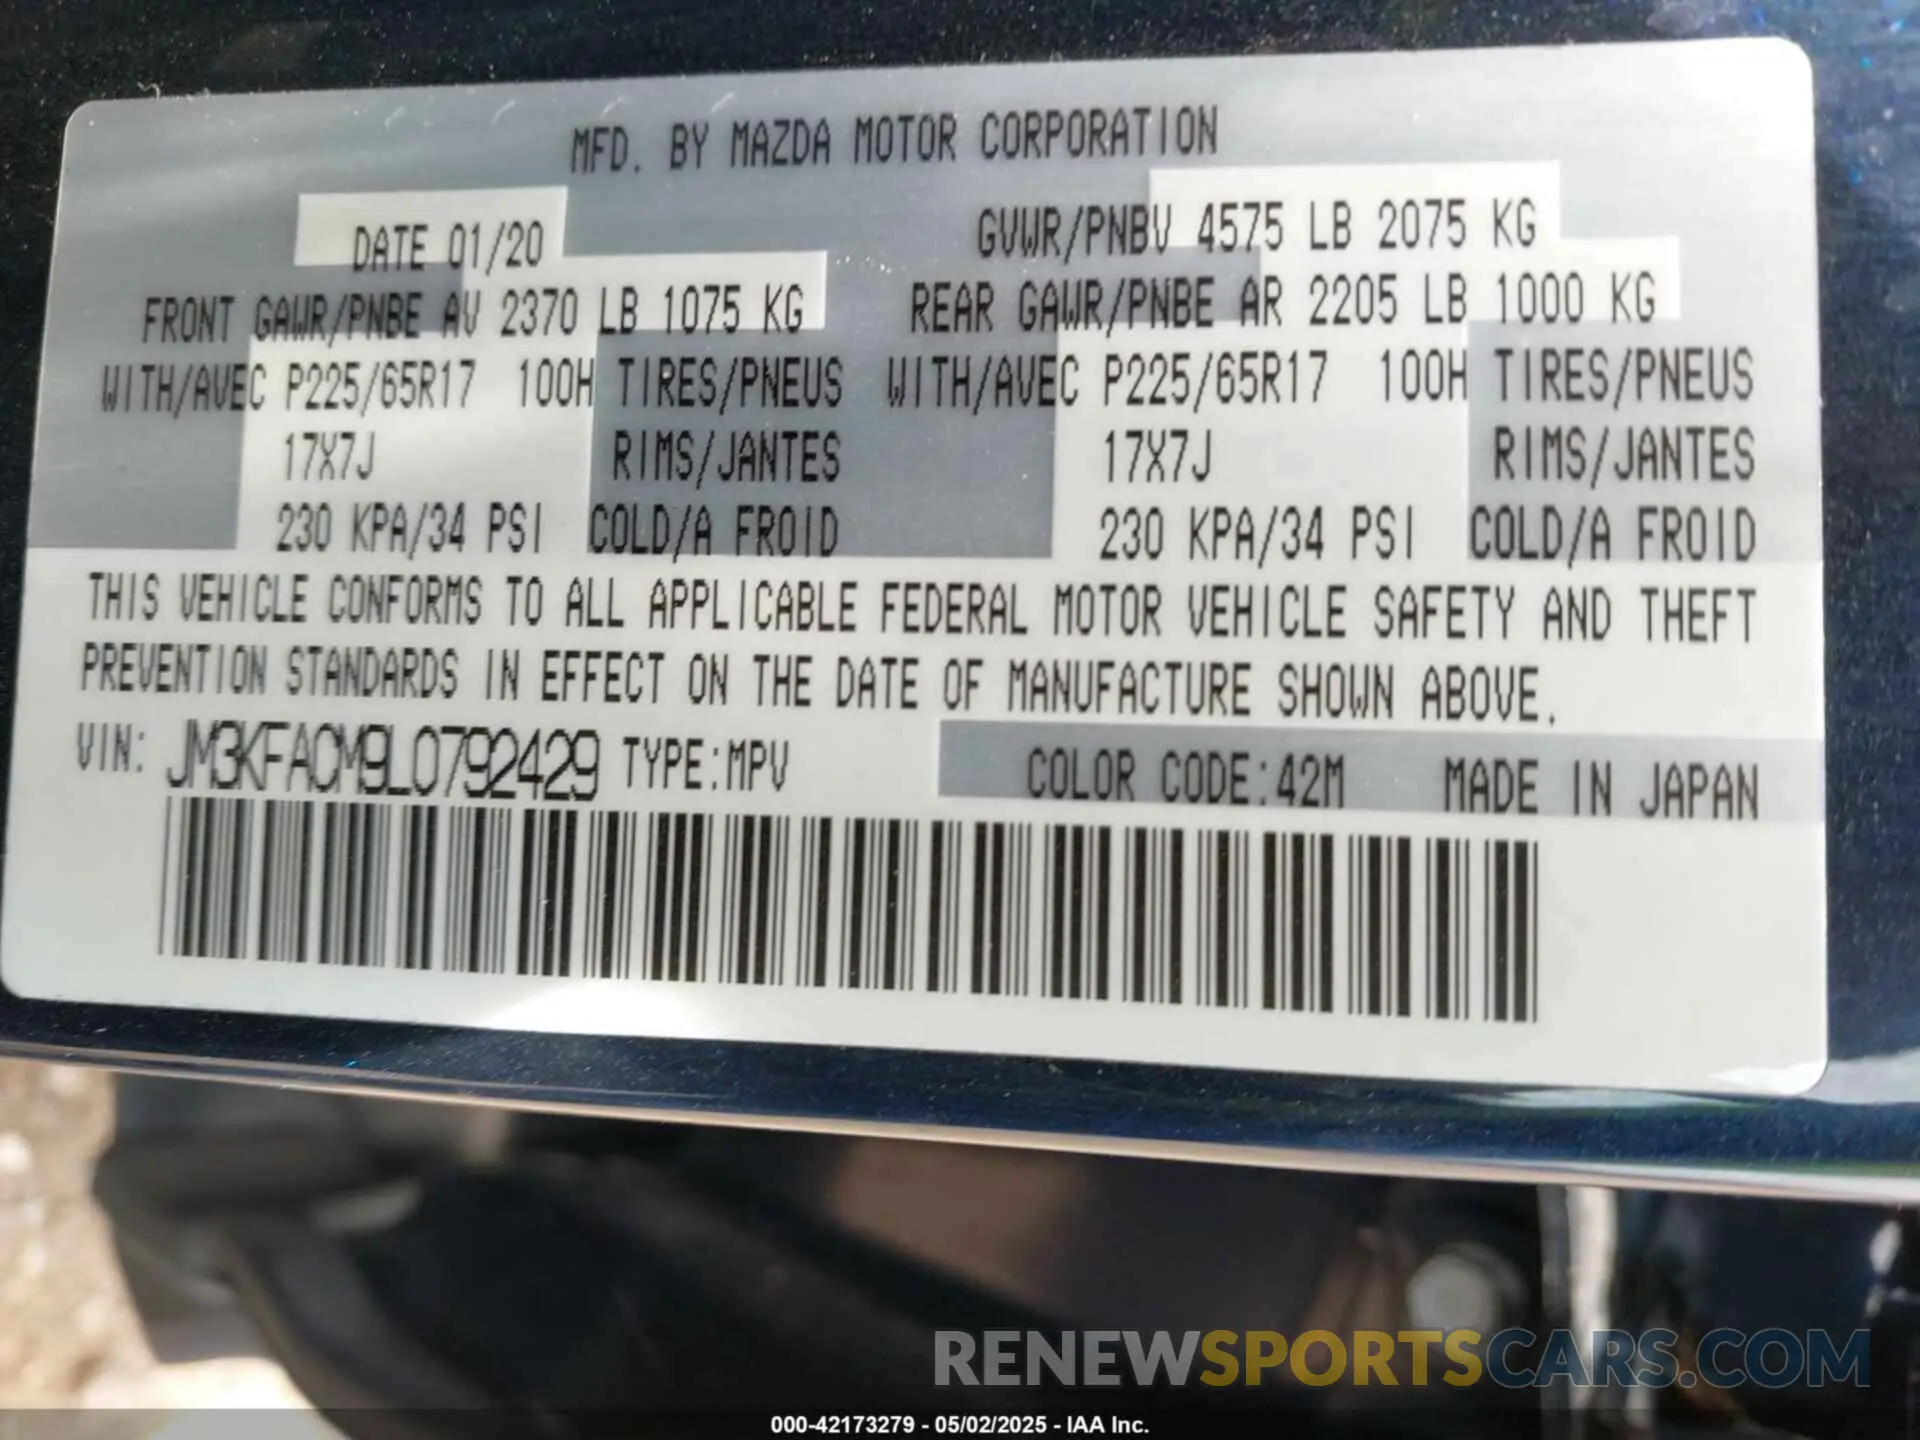 MFD. BY MAZDA MOTOR CORPORATION
DATE 01/20 GVWR/PNBV 4575 LB 2075 KG
FRONT GAWR/PNBE AV 2370 LB 1075 KG REAR GAWR/PNBE AR 2205 LB 1000 KG
WITH/AVEC P225/65R17 100H TIRES/PNEUS WITH/AVEC P225/65R17 100H TIRES/PNEUS
17X7J RIMS/JANTES 17X7J RIMS/JANTES
230 KPA/34 PSI COLD/A FROID 230 KPA/34 PSI COLD/A FROID
THIS VEHICLE CONFORMS TO ALL APPLICABLE FEDERAL MOTOR VEHICLE SAFETY AND THEFT
PREVENTION STANDARDS IN EFFECT ON THE DATE OF MANUFACTURE SHOWN ABOVE.
VIN: JM3KFACM9L0792429 TYPE:MPV COLOR CODE:42M MADE IN JAPAN
RENEWSPORTSCARS.COM
000-42173279 - 05/02/2025 - IAA Inc.